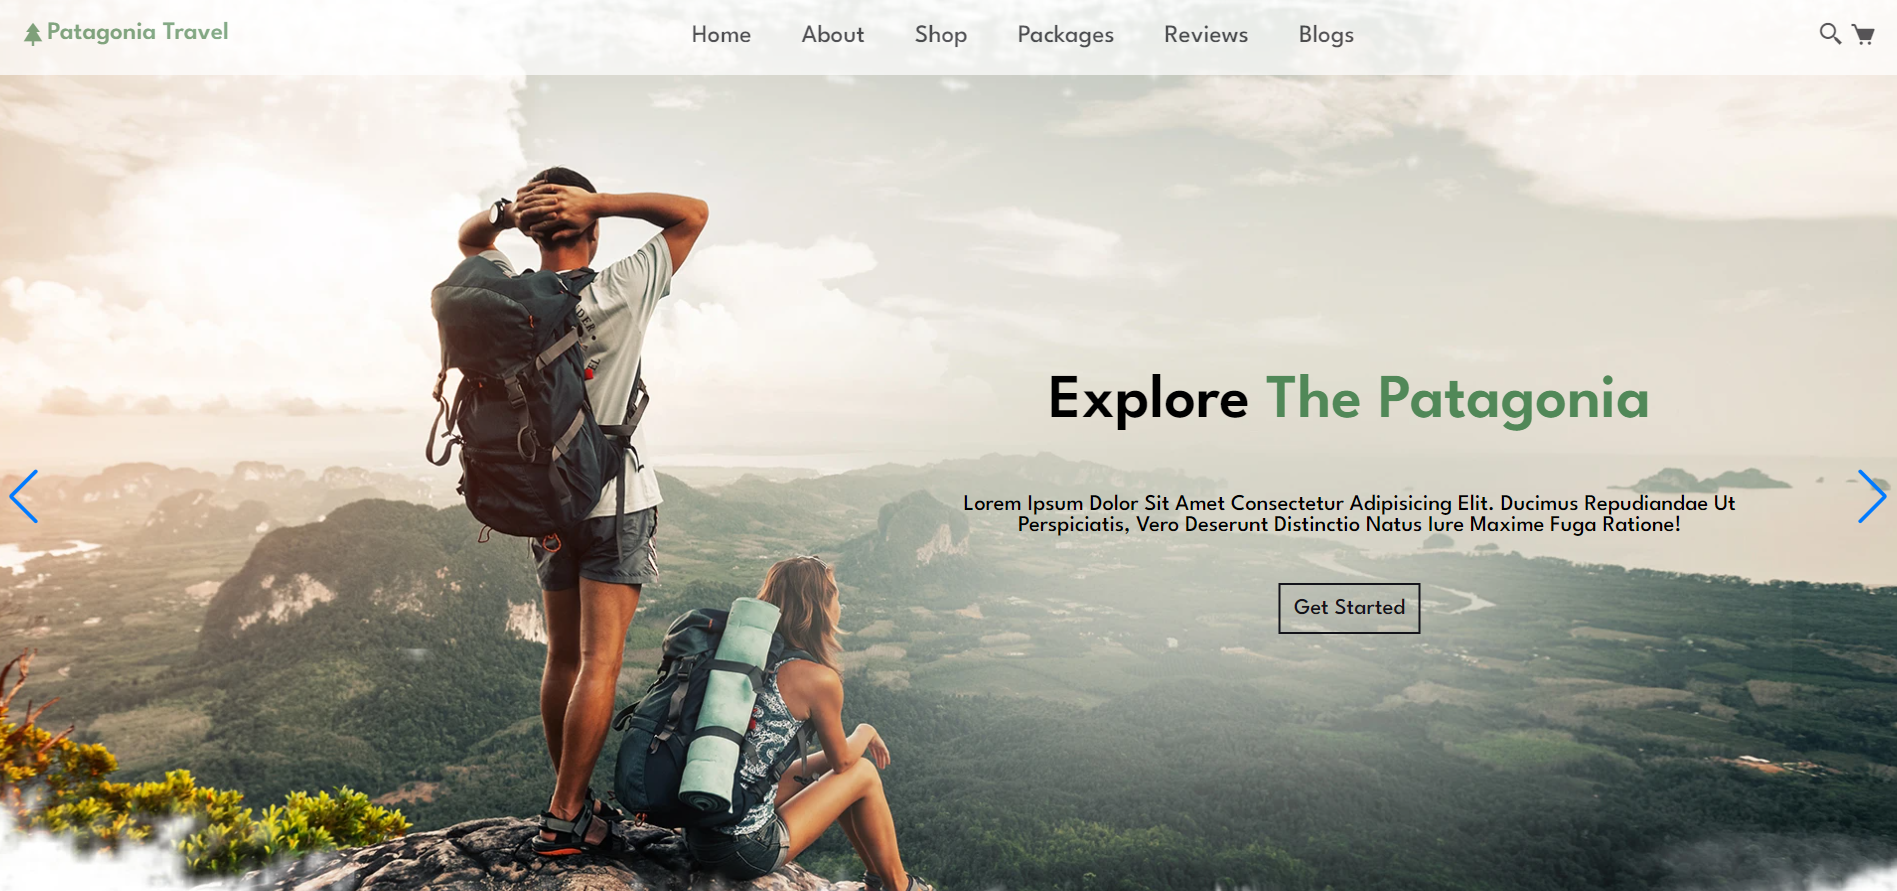 Patagonia Travel
Home About Shop Packages Reviews Blogs
Explore The Patagonia
Lorem Ipsum Dolor Sit Amet Consectetur Adipisicing Elit. Ducimus Repudiandae Ut
Perspiciatis, Vero Deserunt Distinctio Natus Iure Maxime Fuga Ratione!
Get Started